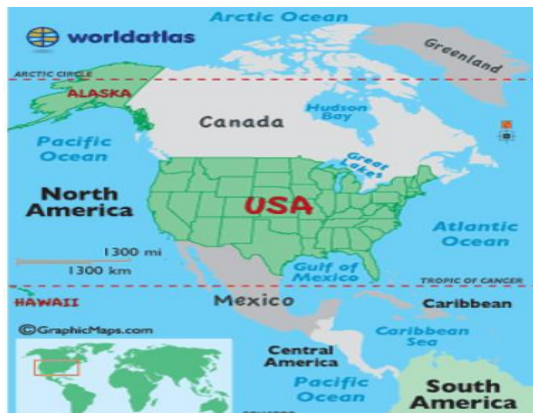 Arctic Ocean
worldatlas
Greenland
ARCTIC CIRCLE
ALASKA
Hudson
Bay
Canada
Pacific
Ocean
Great
Lakes
North
America
USA
Atlantic
Ocean
1300 mi
1300 km
Gulf of
Mexico
TROPIC OF CANCER
HAWAII
Mexico
Caribbean
©GraphicMaps.com
Caribbean
Sea
Central
America
Pacific
Ocean
South
America